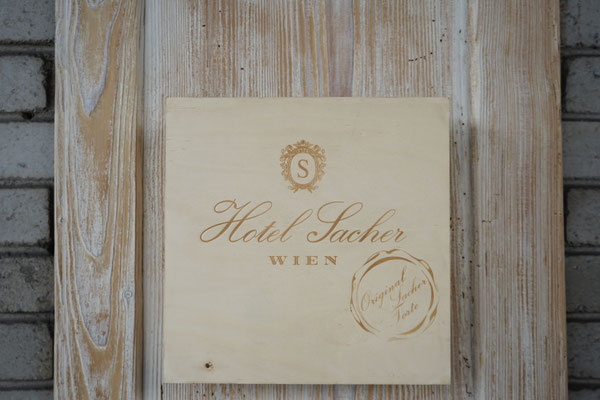 S
Hotel Sacher
WIEN
Original
Sacher
Torte